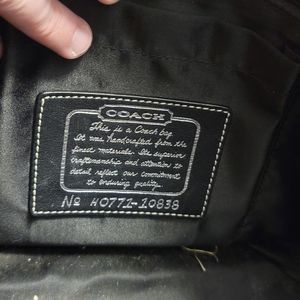 COACH
This is a Coach bag.
It was handcrafted from the
finest materials. Its superior
craftsmanship and attention to
detail reflect our commitment
to enduring quality.
No H0771-10838